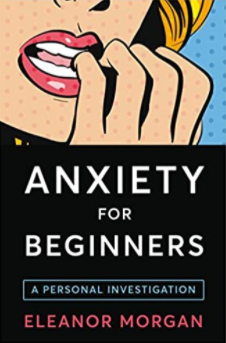 ANXIETY
FOR
BEGINNERS
A PERSONAL INVESTIGATION
ELEANOR MORGAN